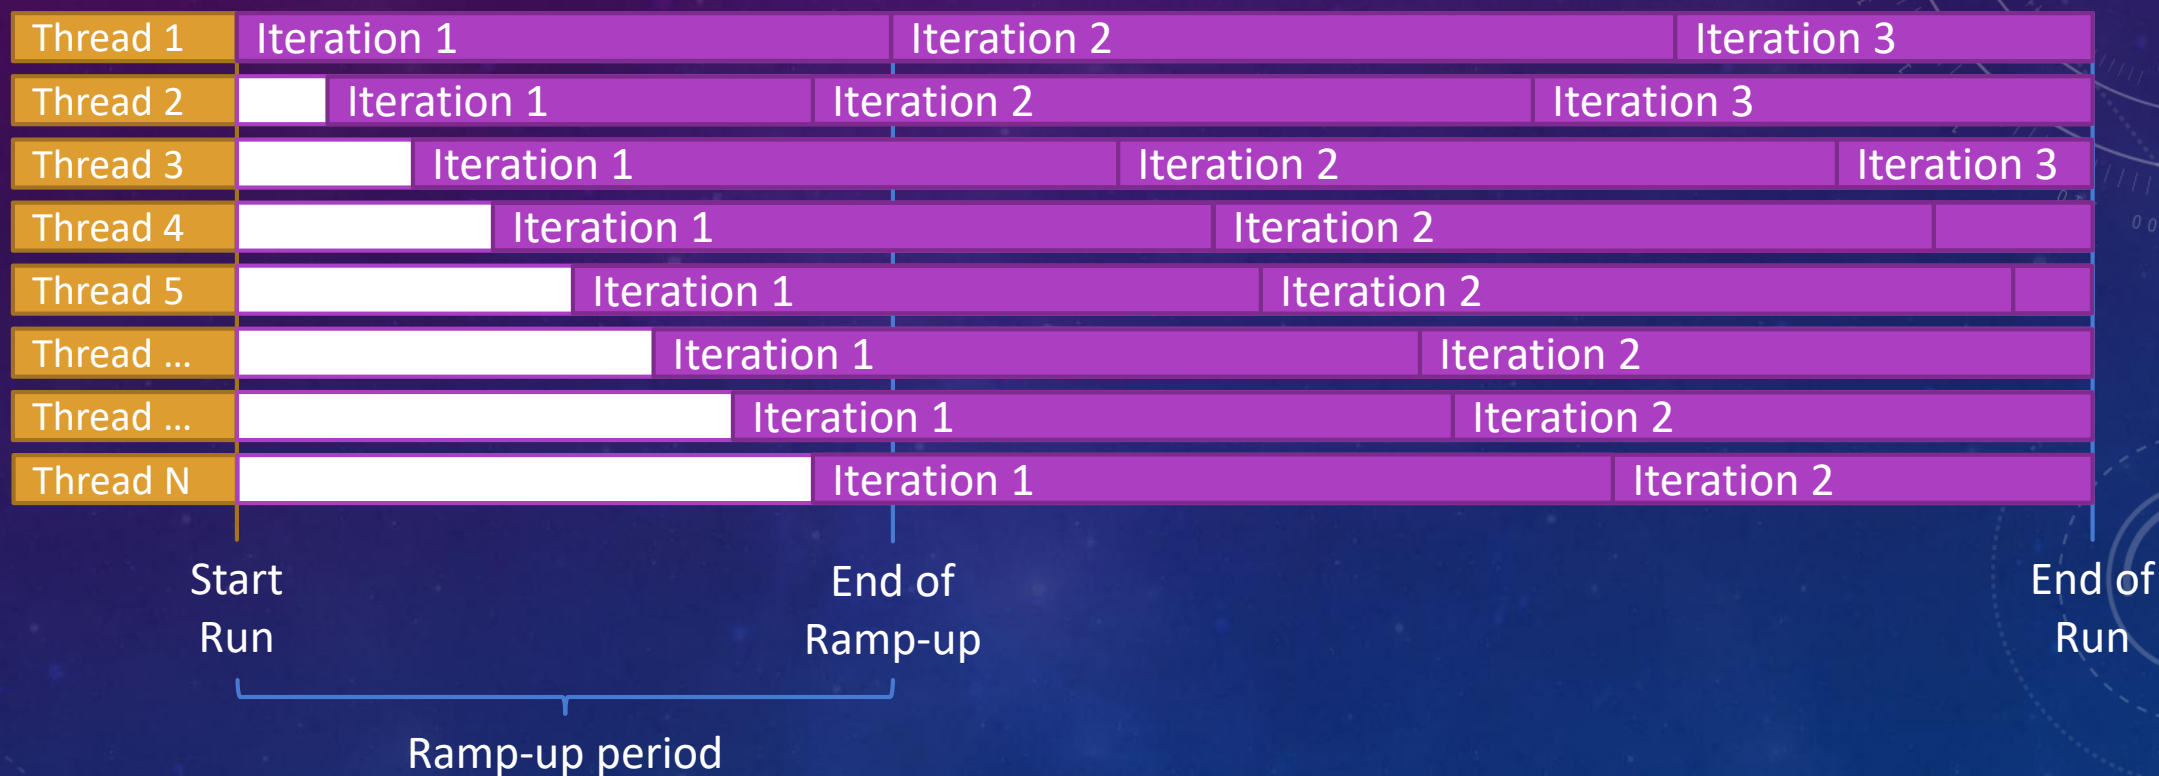 Thread 1 Iteration 1 Iteration 2 Iteration 3
Thread 2 Iteration 1 Iteration 2 Iteration 3
Thread 3 Iteration 1 Iteration 2 Iteration 3
Thread 4 Iteration 1 Iteration 2
Thread 5 Iteration 1 Iteration 2
Thread ... Iteration 1 Iteration 2
Thread ... Iteration 1 Iteration 2
Thread N Iteration 1 Iteration 2
Start
Run
End of
Ramp-up
End of
Run
Ramp-up period